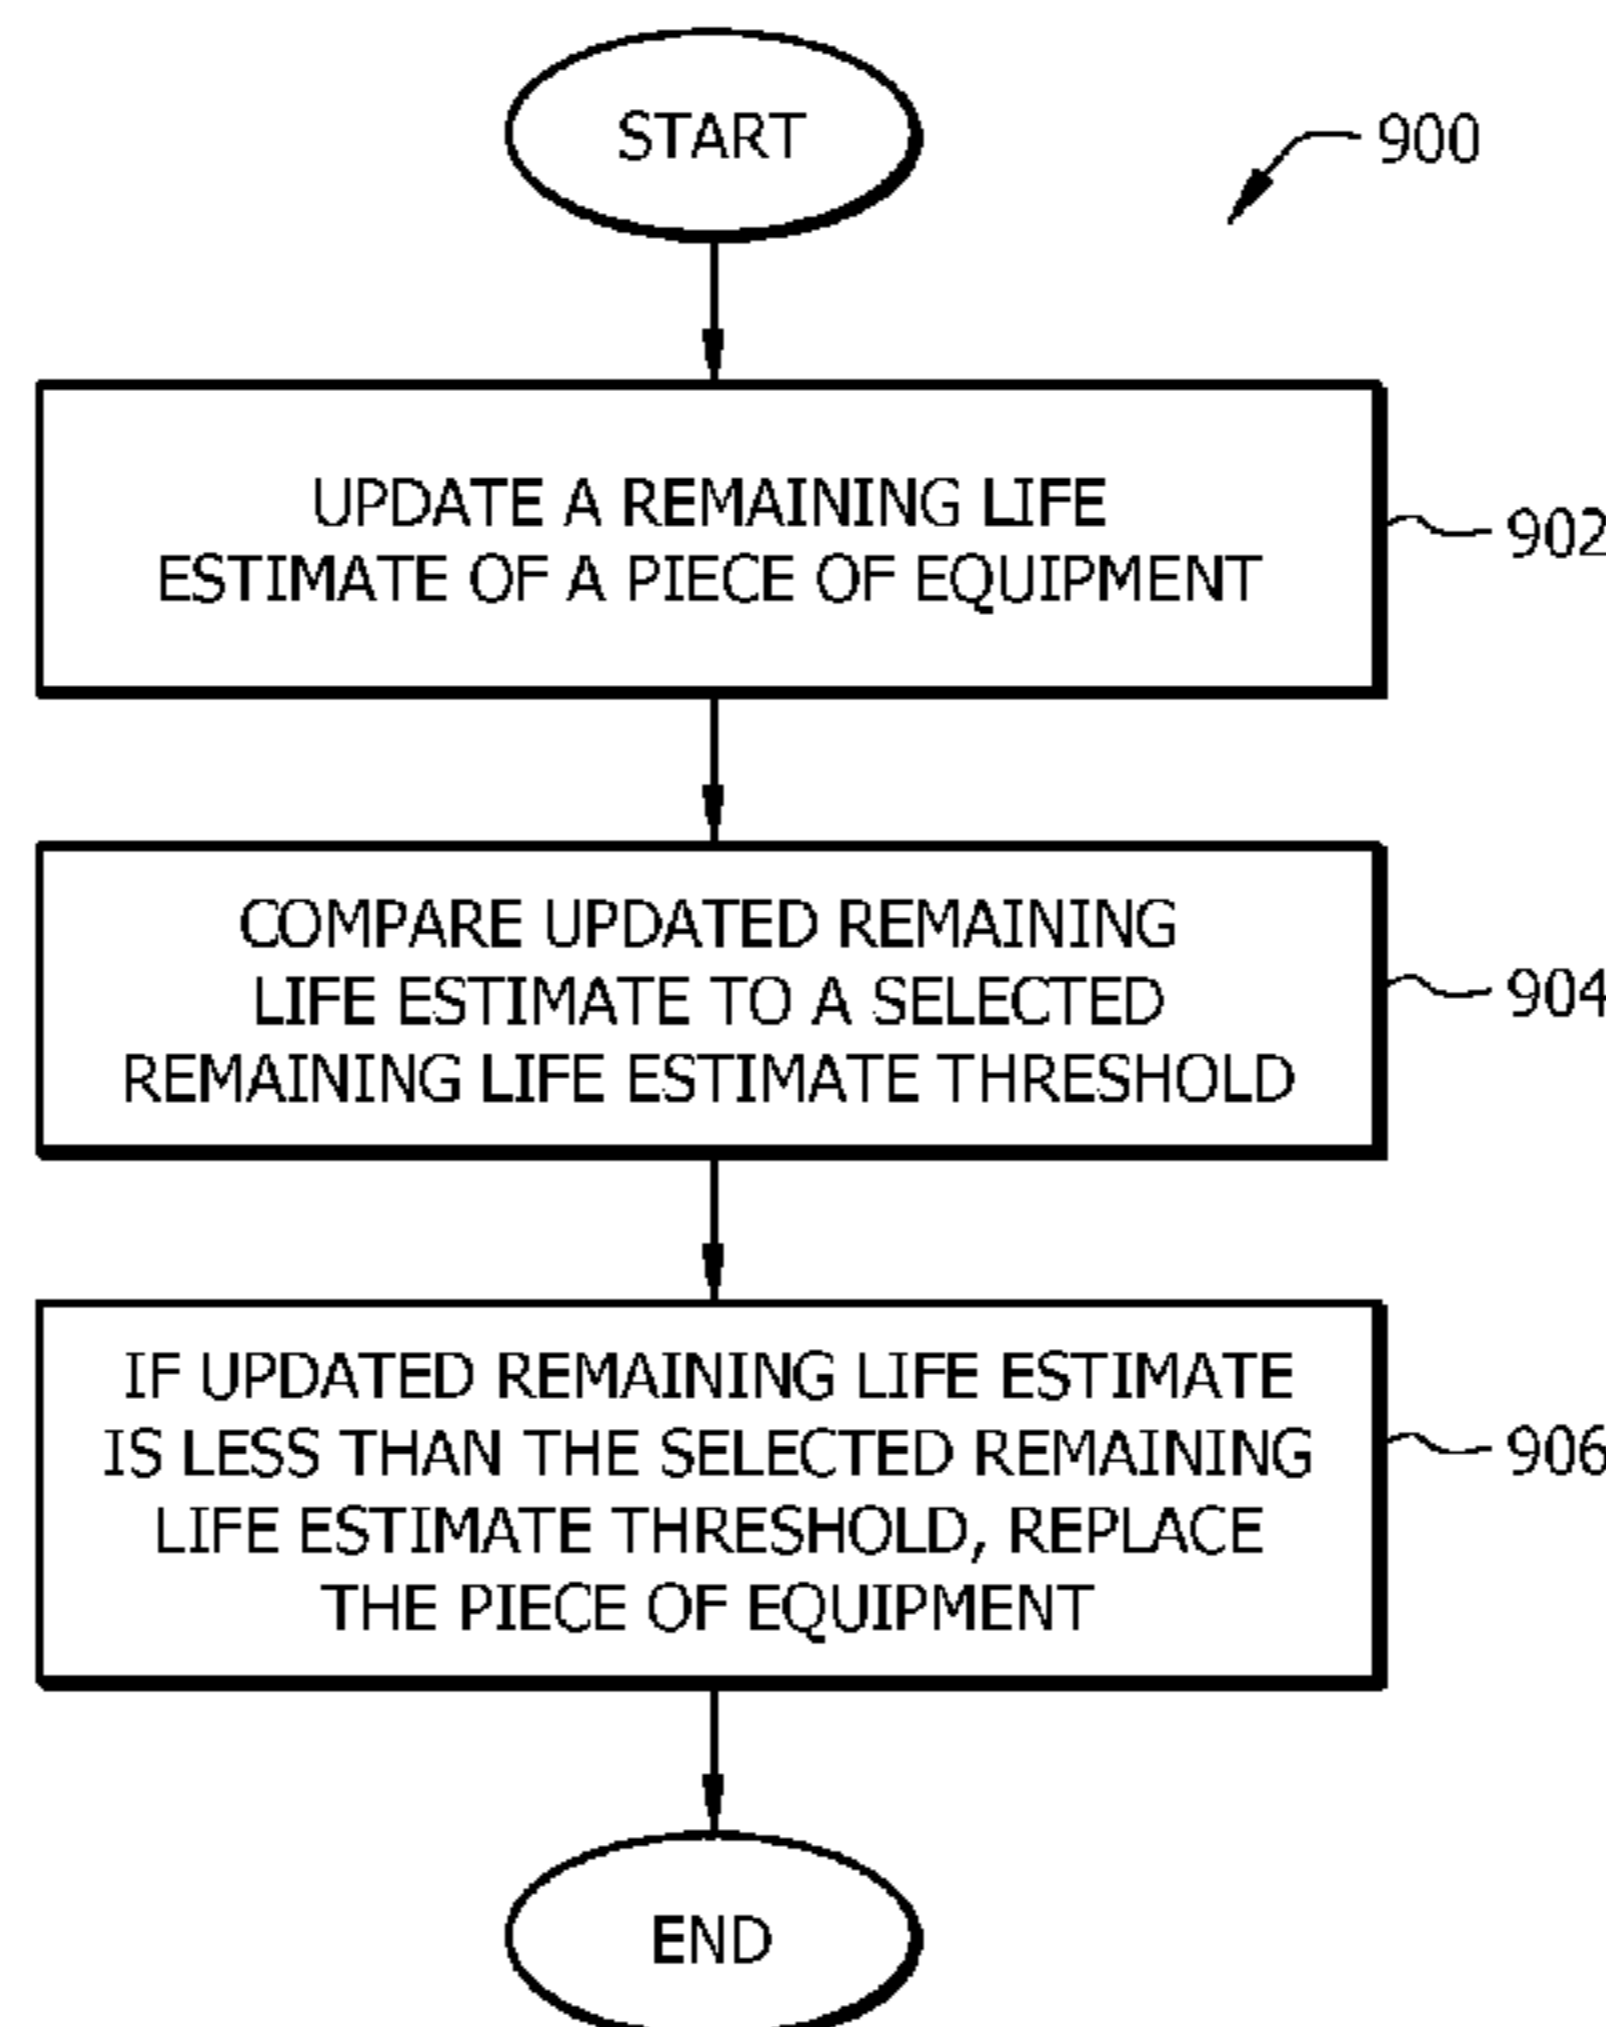 START
900
UPDATE A REMAINING LIFE
ESTIMATE OF A PIECE OF EQUIPMENT
902
COMPARE UPDATED REMAINING
LIFE ESTIMATE TO A SELECTED
REMAINING LIFE ESTIMATE THRESHOLD
904
IF UPDATED REMAINING LIFE ESTIMATE
IS LESS THAN THE SELECTED REMAINING
LIFE ESTIMATE THRESHOLD, REPLACE
THE PIECE OF EQUIPMENT
906
END